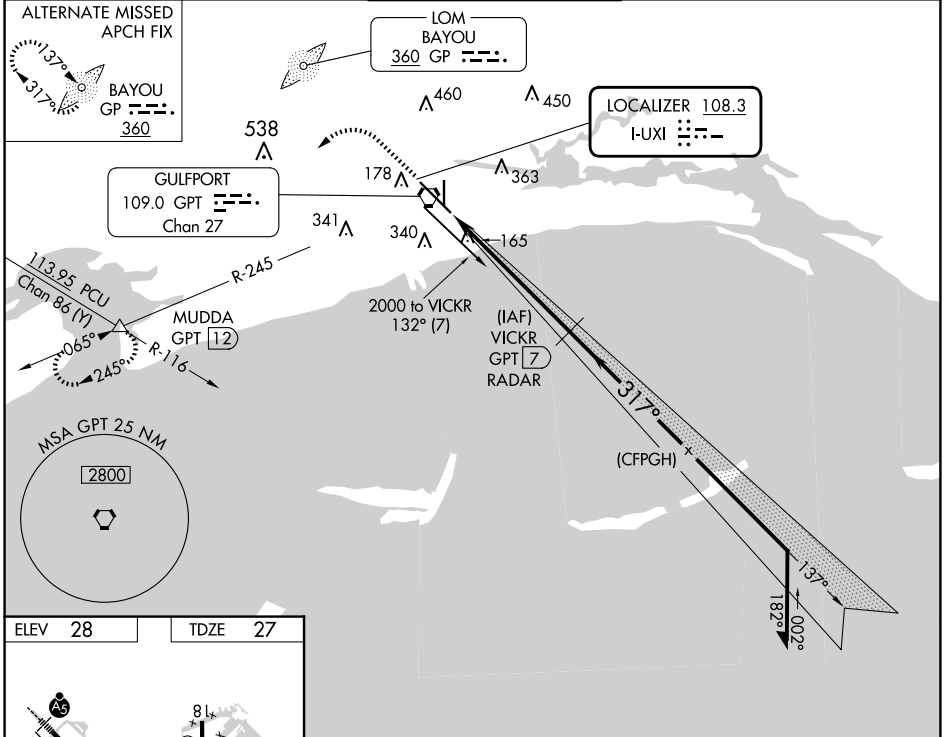 ALTERNATE MISSED
APCH FIX
137°
317°
BAYOU
GP
360
LOM
BAYOU
360 GP
460
450
LOCALIZER 108.3
I-UXI
538
178
363
GULFPORT
109.0 GPT
Chan 27
341
340
165
R-245
113.95 PCU
Chan 86 (Y)
2000 to VICKR
132° (7)
MUDDA
GPT 12
065°
245°
R-116
(IAF)
VICKR
GPT 7
RADAR
317°
MSA GPT 25 NM
2800
(CFPGH)
137°
182°
002°
ELEV 28
TDZE 27
A5
18